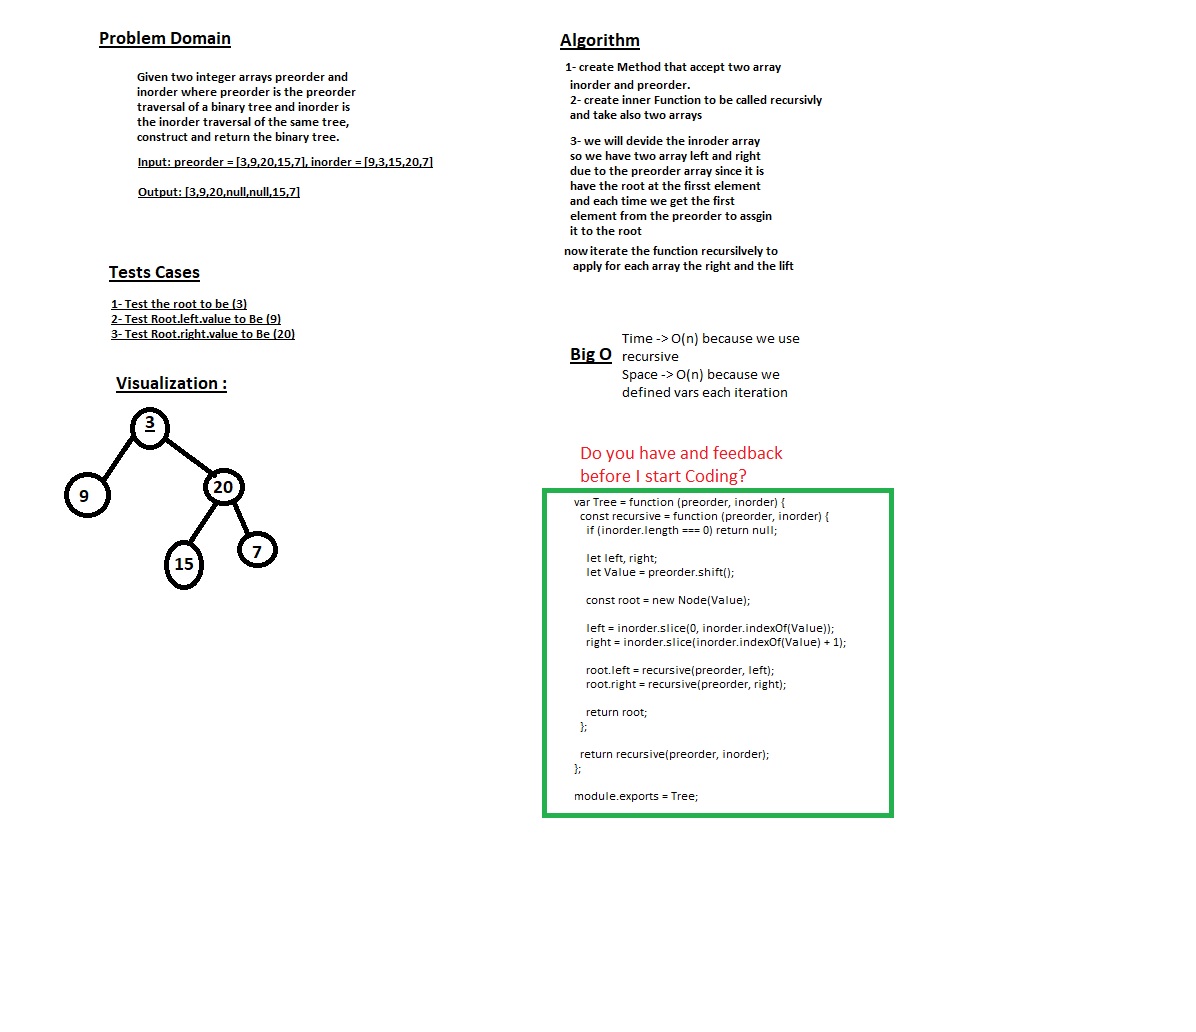 Problem Domain
Given two integer arrays preorder and
inorder where preorder is the preorder
traversal of a binary tree and inorder is
the inorder traversal of the same tree,
construct and return the binary tree.
Input: preorder = [3,9,20,15,7], inorder = [9,3,15,20,7]
Output: [3,9,20,null,null,15,7]
Tests Cases
1- Test the root to be (3)
2- Test Root.left.value to Be (9)
3- Test Root.right.value to Be (20)
Visualization :
3
9
20
15
7
Algorithm
1- create Method that accept two array
inorder and preorder.
2- create inner Function to be called recursivly
and take also two arrays
3- we will devide the inroder array
so we have two array left and right
due to the preorder array since it is
have the root at the firsst element
and each time we get the first
element from the preorder to assgin
it to the root
now iterate the function recursilvely to
apply for each array the right and the lift
Big O
Time -> O(n) because we use
recursive
Space -> O(n) because we
defined vars each iteration
Do you have and feedback
before I start Coding?
var Tree = function (preorder, inorder) {
const recursive = function (preorder, inorder) {
if (inorder.length === 0) return null;
let left, right;
let Value = preorder.shift();
const root = new Node(Value);
left = inorder.slice(0, inorder.indexOf(Value));
right = inorder.slice(inorder.indexOf(Value) + 1);
root.left = recursive(preorder, left);
root.right = recursive(preorder, right);
return root;
};
return recursive(preorder, inorder);
};
module.exports = Tree;